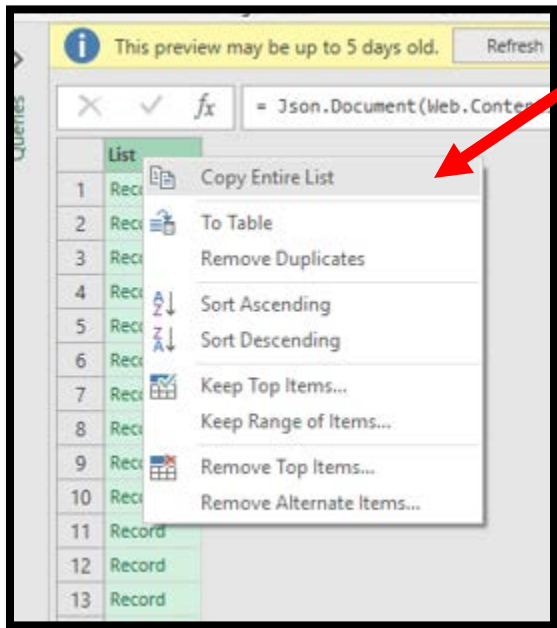 This preview may be up to 5 days old. Refresh
Queries
fx = Json.Document(Web.Conte
List
Copy Entire List
1
2 To Table
3 Remove Duplicates
4
5 Sort Ascending
6 Sort Descending
7 Keep Top Items...
8 Keep Range of Items...
9 Remove Top Items...
10 Remove Alternate Items...
11 Record
12 Record
13 Record